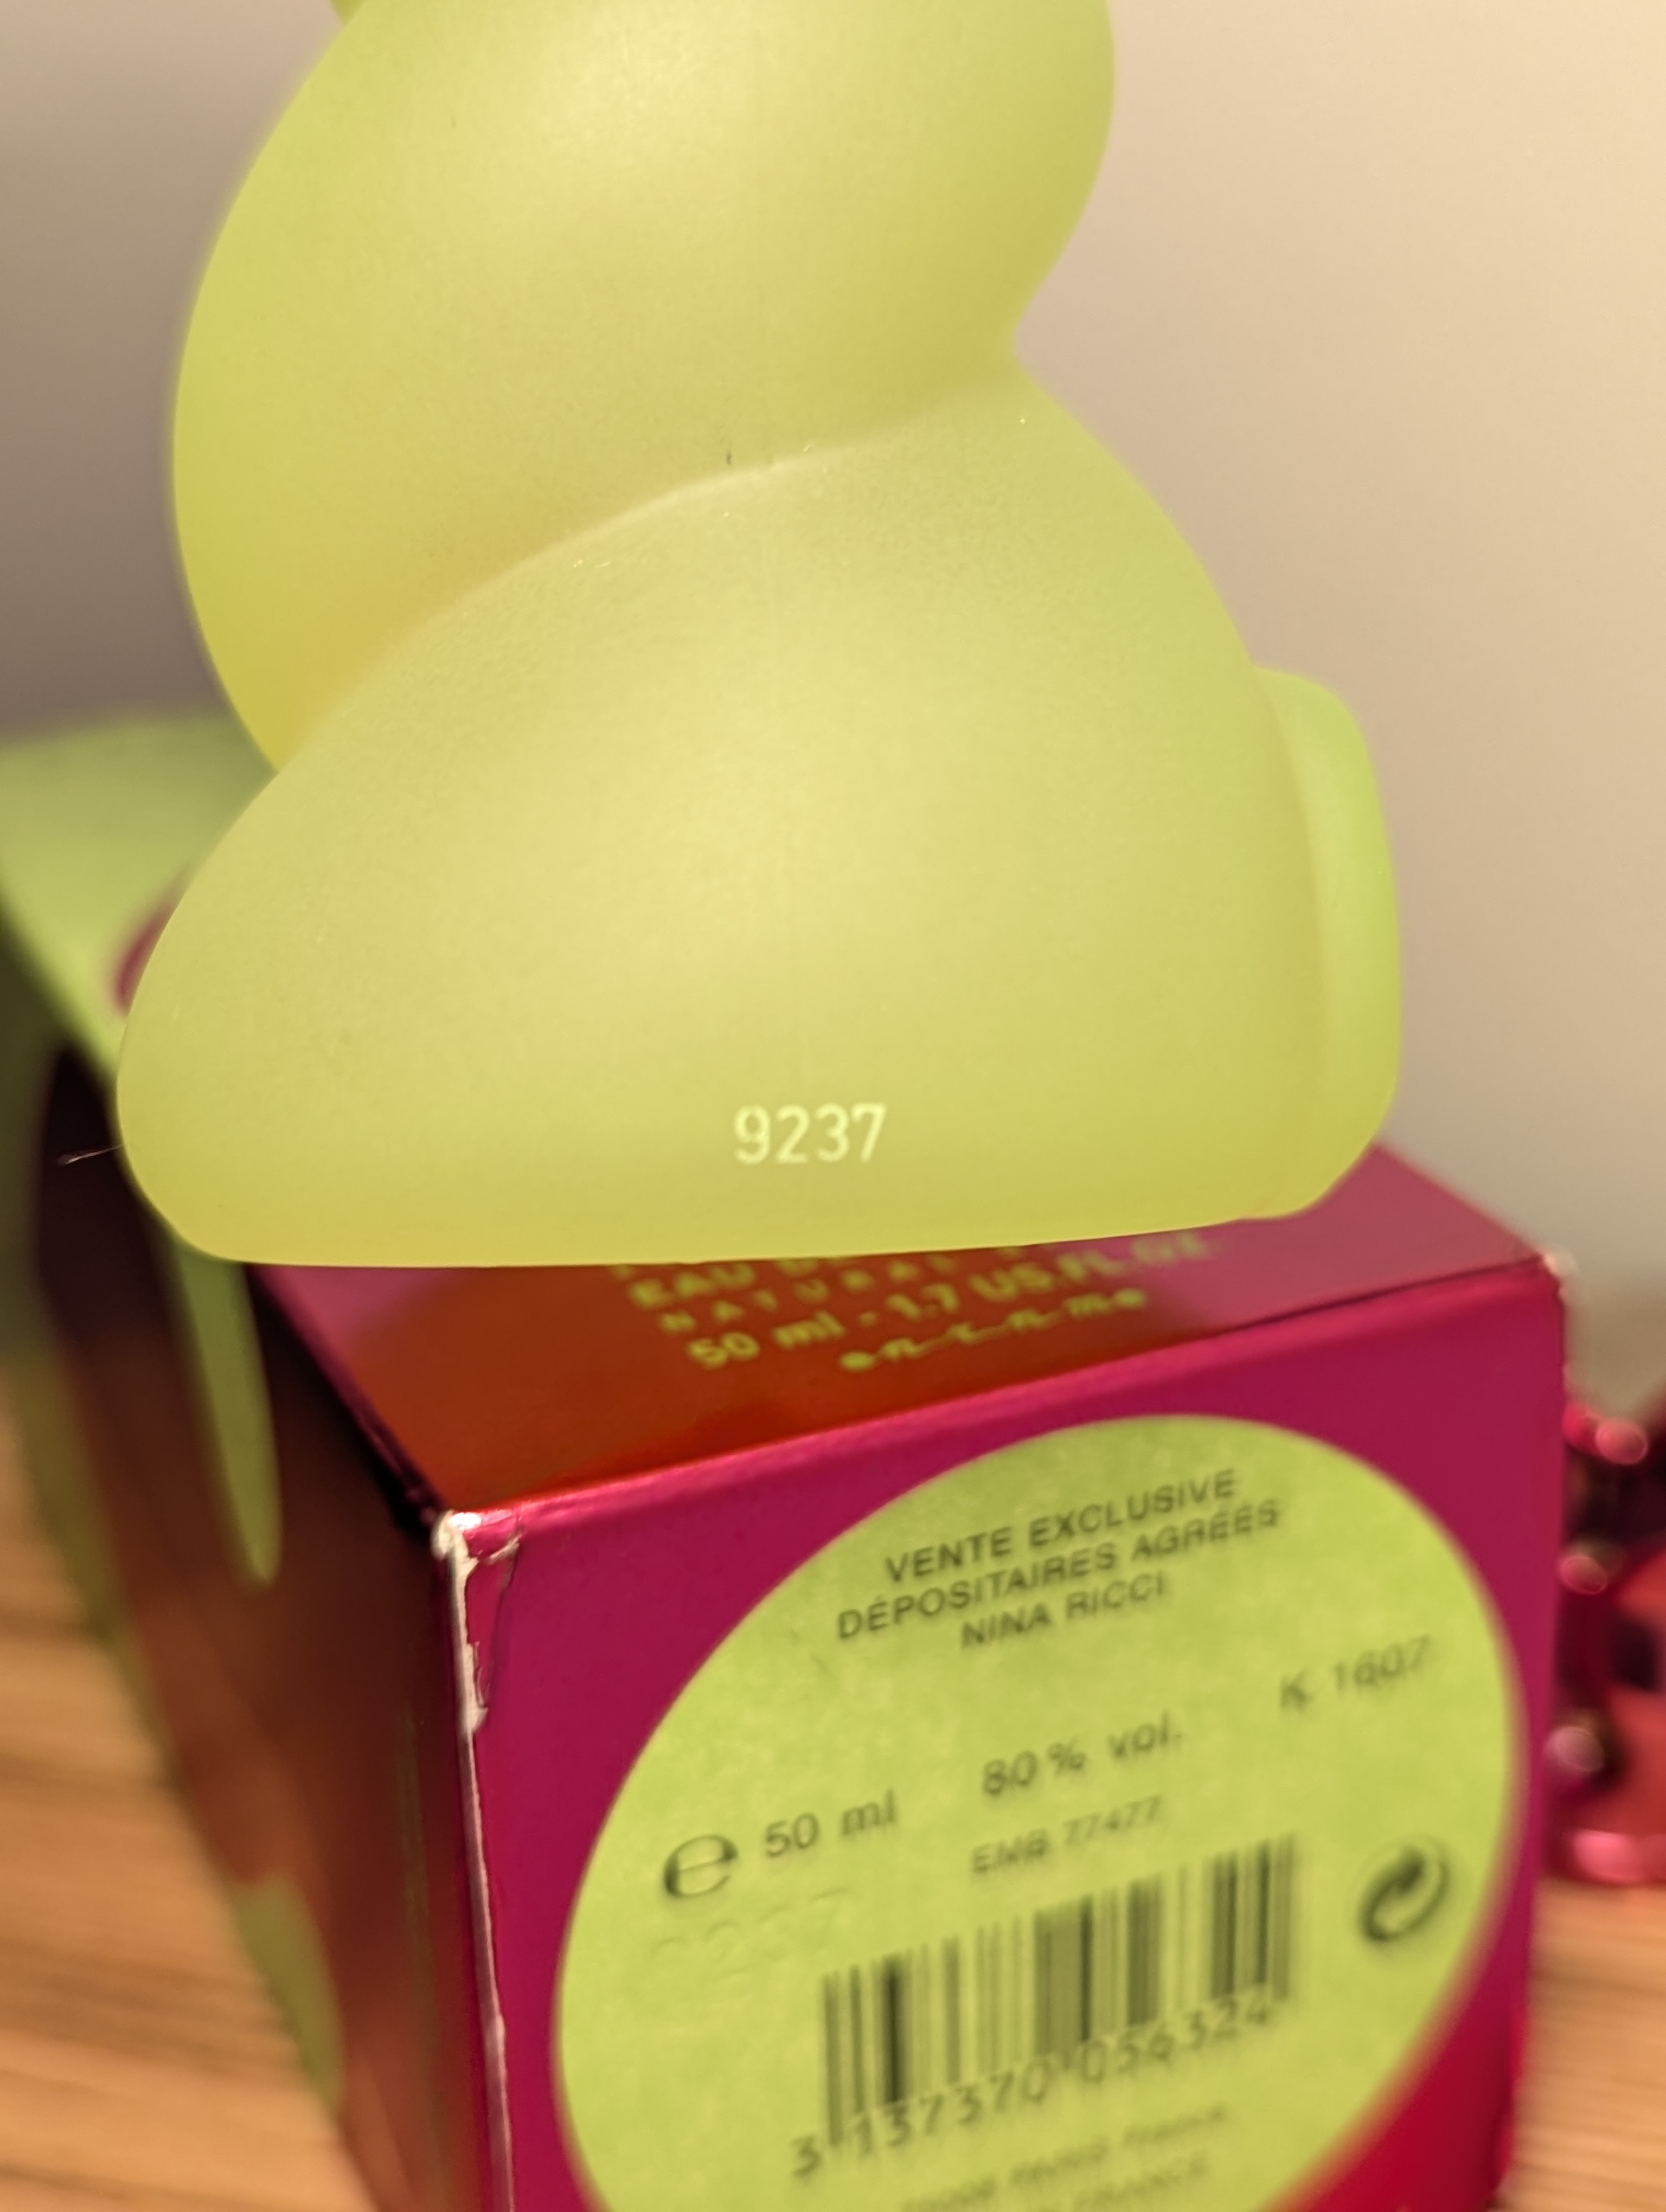 9237
EAU
NATURAL
50 ml - 1.7 US.FL.OZ.
VENTE EXCLUSIVE
DÉPOSITAIRES AGRÉÉS
NINA RICCI
K 1607
e 50 ml 80% vol.
EMB 77477
3 137370 056324
FRANCE